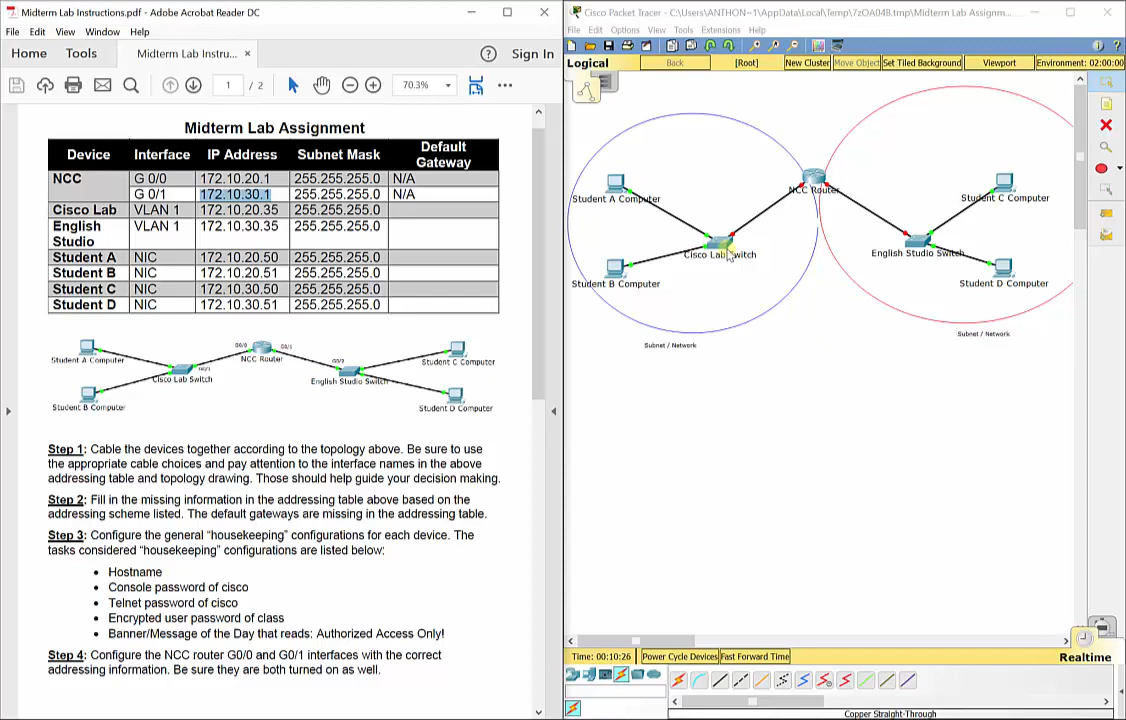 Midterm Lab Instructions.pdf - Adobe Acrobat Reader DC
File Edit View Window Help
Home Tools Midterm Lab Instru... × Sign In
1 / 2 70.3%
Midterm Lab Assignment
Device Interface IP Address Subnet Mask Default Gateway
NCC G 0/0 172.10.20.1 255.255.255.0 N/A
G 0/1 172.10.30.1 255.255.255.0 N/A
Cisco Lab VLAN 1 172.10.20.35 255.255.255.0
English Studio VLAN 1 172.10.30.35 255.255.255.0
Student A NIC 172.10.20.50 255.255.255.0
Student B NIC 172.10.20.51 255.255.255.0
Student C NIC 172.10.30.50 255.255.255.0
Student D NIC 172.10.30.51 255.255.255.0
G0/0 G0/1
Student A Computer NCC Router Student C Computer
G0/2
Cisco Lab Switch English Studio Switch
Student B Computer Student D Computer
Step 1: Cable the devices together according to the topology above. Be sure to use
the appropriate cable choices and pay attention to the interface names in the above
addressing table and topology drawing. Those should help guide your decision making.
Step 2: Fill in the missing information in the addressing table above based on the
addressing scheme listed. The default gateways are missing in the addressing table.
Step 3: Configure the general “housekeeping” configurations for each device. The
tasks considered “housekeeping” configurations are listed below:
• Hostname
• Console password of cisco
• Telnet password of cisco
• Encrypted user password of class
• Banner/Message of the Day that reads: Authorized Access Only!
Step 4: Configure the NCC router G0/0 and G0/1 interfaces with the correct
addressing information. Be sure they are both turned on as well.
Cisco Packet Tracer - C:\Users\ANTHON~1\AppData\Local\Temp\7zOA04B.tmp\Midterm Lab Assignm...
File Edit Options View Tools Extensions Help
Logical Back [Root] New Cluster Move Object Set Tiled Background Viewport Environment: 02:00:00
NCC Router
Student A Computer Student C Computer
Cisco Lab Switch English Studio Switch
Student B Computer Student D Computer
Subnet / Network Subnet / Network
Time: 00:10:26 Power Cycle Devices Fast Forward Time Realtime
Copper Straight-Through